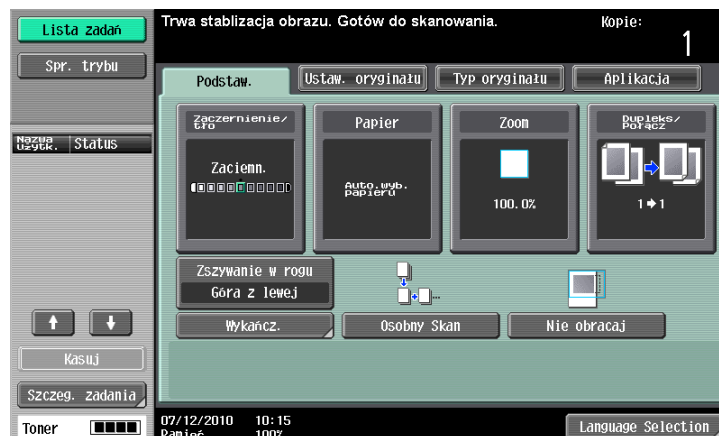 Lista zadań
Trwa stablizacja obrazu. Gotów do skanowania.
Kopie:
1
Spr. trybu
Podstaw.
Ustaw. oryginału
Typ oryginału
Aplikacja
Nazwa
użytk.
Status
Zaczernienie/
tło
Papier
Zoom
Dupleks/
Połącz
Zaciemn.
Auto.wyb.
papieru
100.0%
1➔1
Zszywanie w rogu
Góra z lewej
Wykańcz.
Osobny Skan
Nie obracaj
Kasuj
Szczeg. zadania
Toner
07/12/2010 10:15
Pamięć 100%
Language Selection